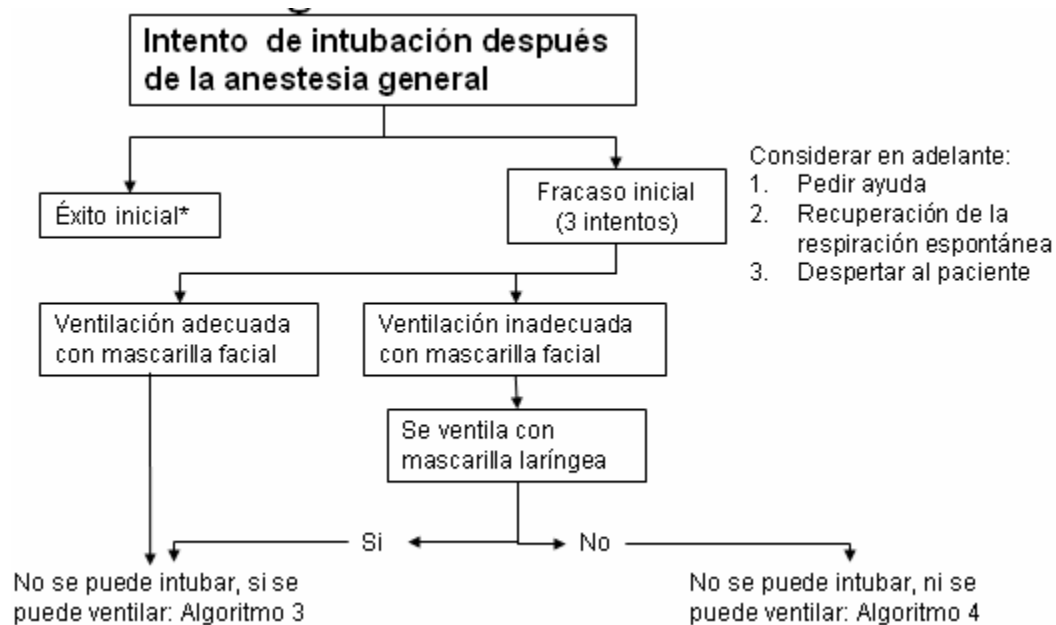 Intento de intubación después
de la anestesia general
Éxito inicial*
Fracaso inicial
(3 intentos)
Considerar en adelante:
1. Pedir ayuda
2. Recuperación de la
respiración espontánea
3. Despertar al paciente
Ventilación adecuada
con mascarilla facial
Ventilación inadecuada
con mascarilla facial
Se ventila con
mascarilla laríngea
Si
No
No se puede intubar, si se
puede ventilar: Algoritmo 3
No se puede intubar, ni se
puede ventilar: Algoritmo 4